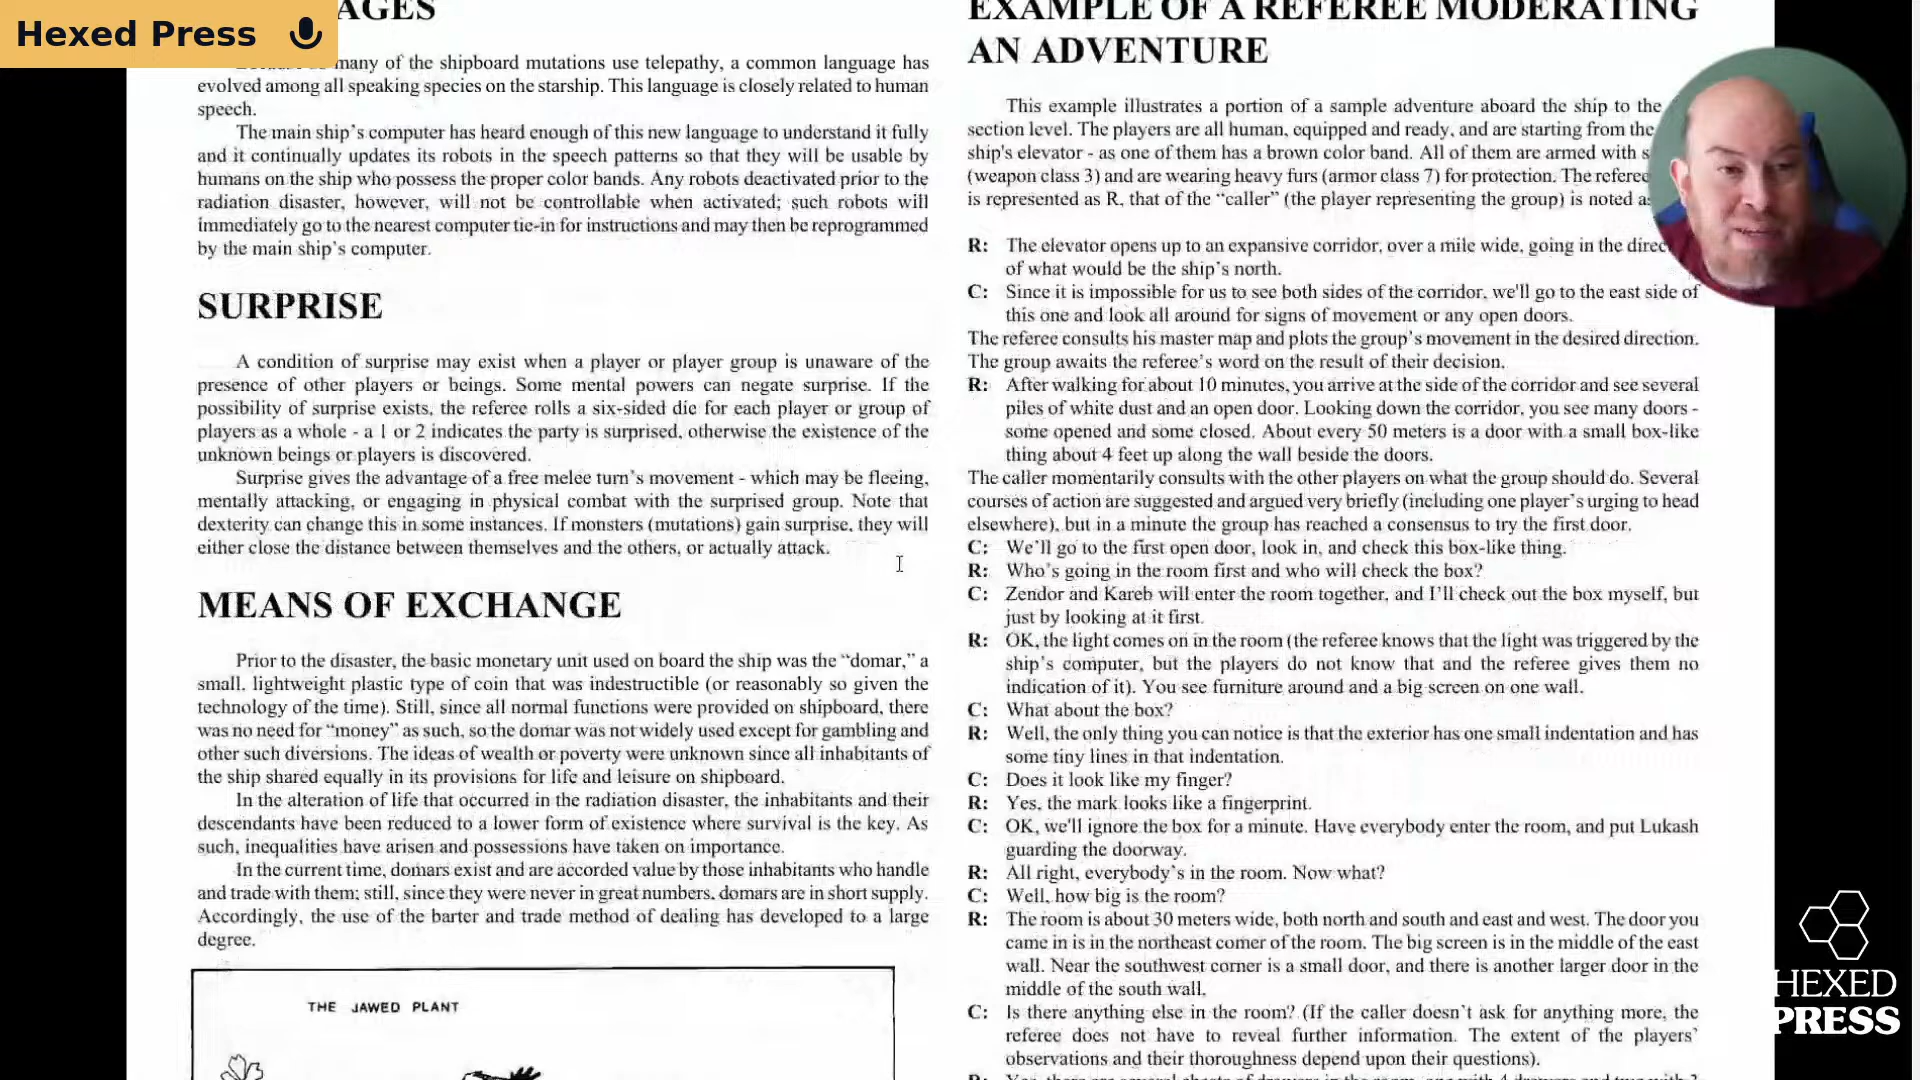 Hexed Press
AGES
many of the shipboard mutations use telepathy, a common language has
evolved among all speaking species on the starship. This language is closely related to human
speech.
The main ship's computer has heard enough of this new language to understand it fully
and it continually updates its robots in the speech patterns so that they will be usable by
humans on the ship who possess the proper color bands. Any robots deactivated prior to the
radiation disaster, however, will not be controllable when activated; such robots will
immediately go to the nearest computer tie-in for instructions and may then be reprogrammed
by the main ship's computer.
SURPRISE
A condition of surprise may exist when a player or player group is unaware of the
presence of other players or beings. Some mental powers can negate surprise. If the
possibility of surprise exists, the referee rolls a six-sided die for each player or group of
players as a whole - a 1 or 2 indicates the party is surprised, otherwise the existence of the
unknown beings or players is discovered.
Surprise gives the advantage of a free melee turn's movement - which may be fleeing,
mentally attacking, or engaging in physical combat with the surprised group. Note that
dexterity can change this in some instances. If monsters (mutations) gain surprise, they will
either close the distance between themselves and the others, or actually attack.
MEANS OF EXCHANGE
Prior to the disaster, the basic monetary unit used on board the ship was the "domar," a
small, lightweight plastic type of coin that was indestructible (or reasonably so given the
technology of the time). Still, since all normal functions were provided on shipboard, there
was no need for "money" as such, so the domar was not widely used except for gambling and
other such diversions. The ideas of wealth or poverty were unknown since all inhabitants of
the ship shared equally in its provisions for life and leisure on shipboard.
In the alteration of life that occurred in the radiation disaster, the inhabitants and their
descendants have been reduced to a lower form of existence where survival is the key. As
such, inequalities have arisen and possessions have taken on importance.
In the current time, domars exist and are accorded value by those inhabitants who handle
and trade with them; still, since they were never in great numbers, domars are in short supply.
Accordingly, the use of the barter and trade method of dealing has developed to a large
degree.
THE JAWED PLANT
EXAMPLE OF A REFEREE MODERATING
AN ADVENTURE
This example illustrates a portion of a sample adventure aboard the ship to the
section level. The players are all human, equipped and ready, and are starting from the
ship's elevator - as one of them has a brown color band. All of them are armed with s
(weapon class 3) and are wearing heavy furs (armor class 7) for protection. The referee
is represented as R, that of the "caller" (the player representing the group) is noted as
R: The elevator opens up to an expansive corridor, over a mile wide, going in the direc
of what would be the ship's north.
C: Since it is impossible for us to see both sides of the corridor, we'll go to the east side of
this one and look all around for signs of movement or any open doors.
The referee consults his master map and plots the group's movement in the desired direction.
The group awaits the referee's word on the result of their decision.
R: After walking for about 10 minutes, you arrive at the side of the corridor and see several
piles of white dust and an open door. Looking down the corridor, you see many doors -
some opened and some closed. About every 50 meters is a door with a small box-like
thing about 4 feet up along the wall beside the doors.
The caller momentarily consults with the other players on what the group should do. Several
courses of action are suggested and argued very briefly (including one player's urging to head
elsewhere), but in a minute the group has reached a consensus to try the first door.
C: We'll go to the first open door, look in, and check this box-like thing.
R: Who's going in the room first and who will check the box?
C: Zendor and Kareb will enter the room together, and I'll check out the box myself, but
just by looking at it first.
R: OK, the light comes on in the room (the referee knows that the light was triggered by the
ship's computer, but the players do not know that and the referee gives them no
indication of it). You see furniture around and a big screen on one wall.
C: What about the box?
R: Well, the only thing you can notice is that the exterior has one small indentation and has
some tiny lines in that indentation.
C: Does it look like my finger?
R: Yes, the mark looks like a fingerprint.
C: OK, we'll ignore the box for a minute. Have everybody enter the room, and put Lukash
guarding the doorway.
R: All right, everybody's in the room. Now what?
C: Well, how big is the room?
R: The room is about 30 meters wide, both north and south and east and west. The door you
came in is in the northeast corner of the room. The big screen is in the middle of the east
wall. Near the southwest corner is a small door, and there is another larger door in the
middle of the south wall.
C: Is there anything else in the room? (If the caller doesn't ask for anything more, the
referee does not have to reveal further information. The extent of the players'
observations and their thoroughness depend upon their questions).
HEXED
PRESS